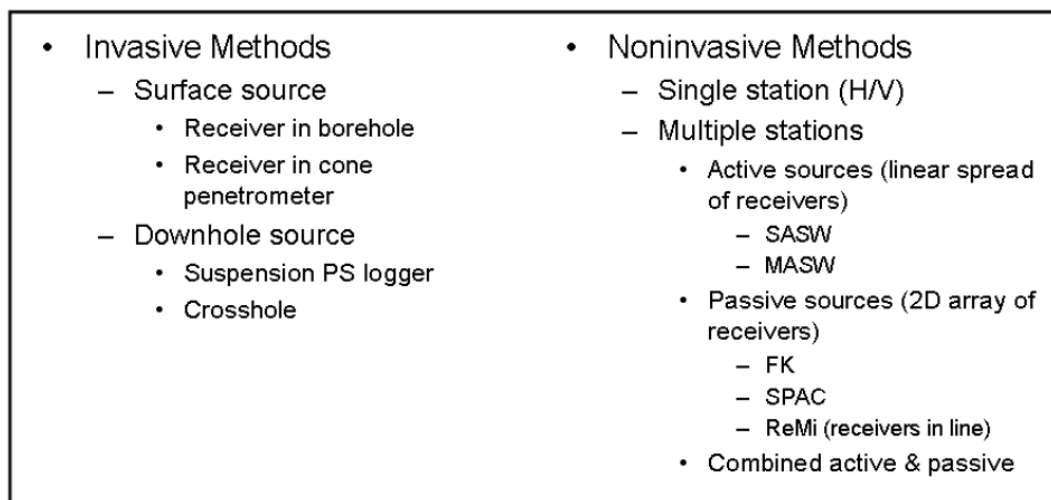 • Invasive Methods
– Surface source
• Receiver in borehole
• Receiver in cone
penetrometer
– Downhole source
• Suspension PS logger
• Crosshole
• Noninvasive Methods
– Single station (H/V)
– Multiple stations
• Active sources (linear spread
of receivers)
– SASW
– MASW
• Passive sources (2D array of
receivers)
– FK
– SPAC
– ReMi (receivers in line)
• Combined active & passive